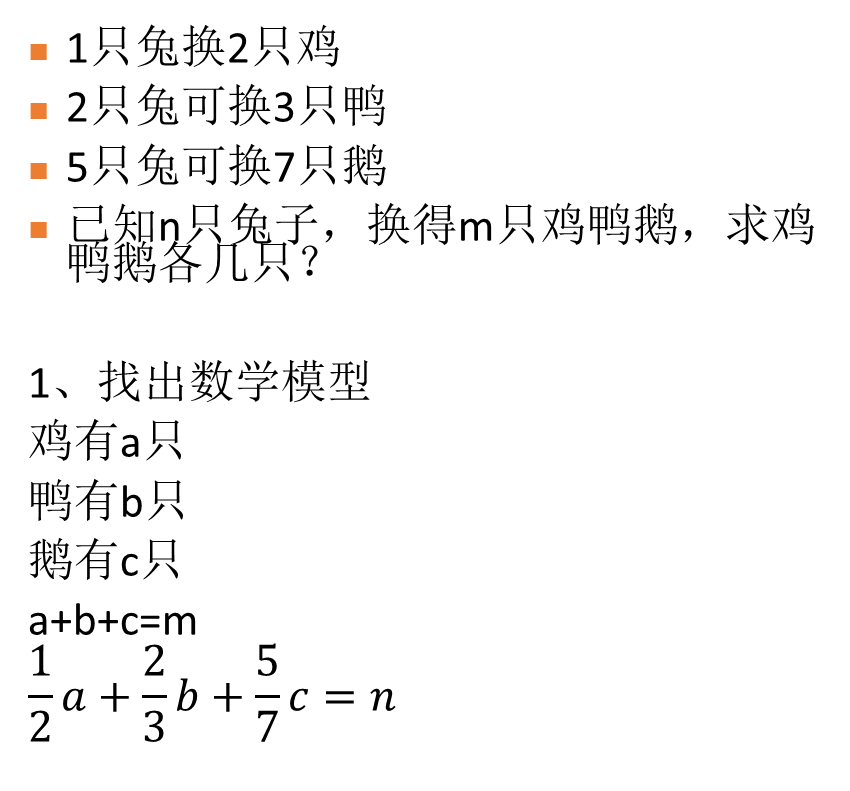 1只兔换2只鸡
2只兔可换3只鸭
5只兔可换7只鹅
已知n只兔子，换得m只鸡鸭鹅，求鸡
鸭鹅各几只？
1、找出数学模型
鸡有a只
鸭有b只
鹅有c只
a+b+c=m
1/2 a + 2/3 b + 5/7 c = n